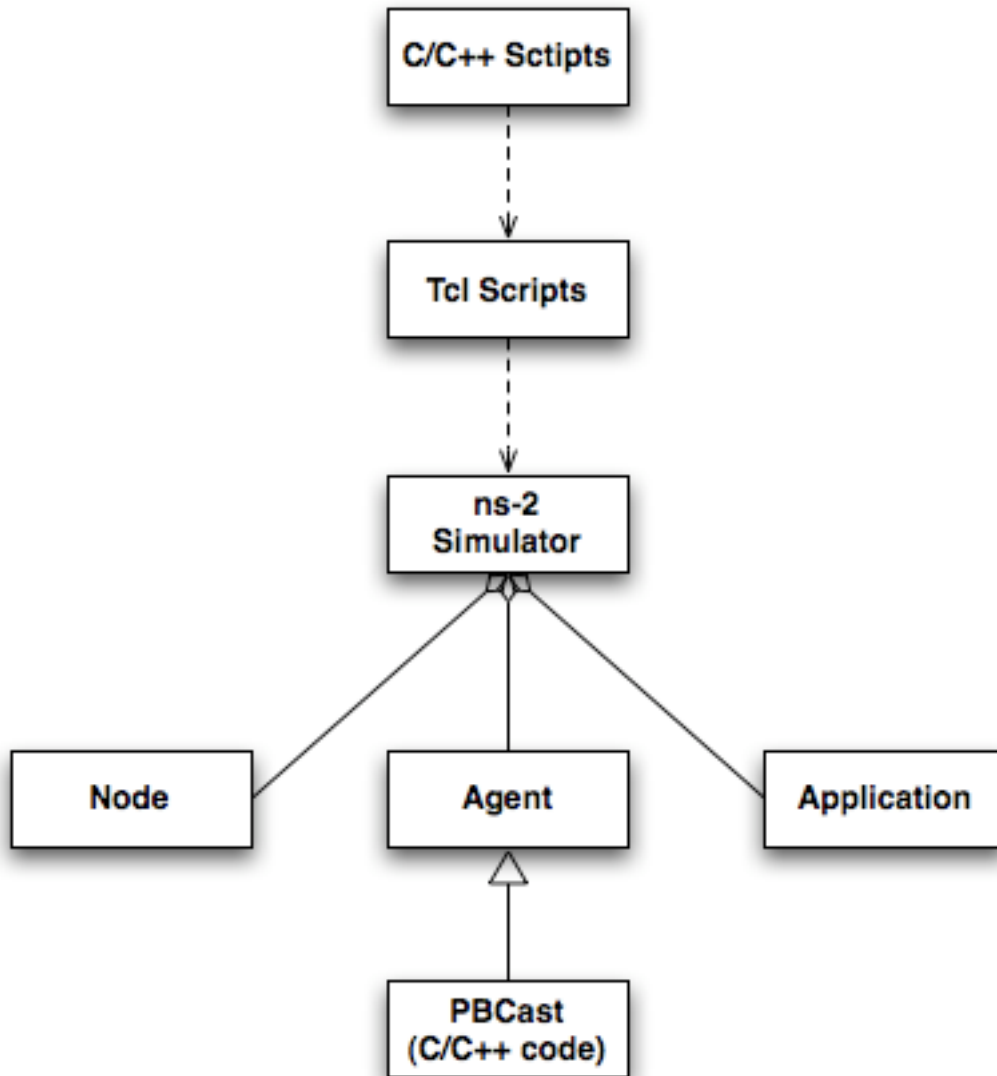 C/C++ Sctipts
Tcl Scripts
ns-2
Simulator
Node
Agent
Application
PBCast
(C/C++ code)